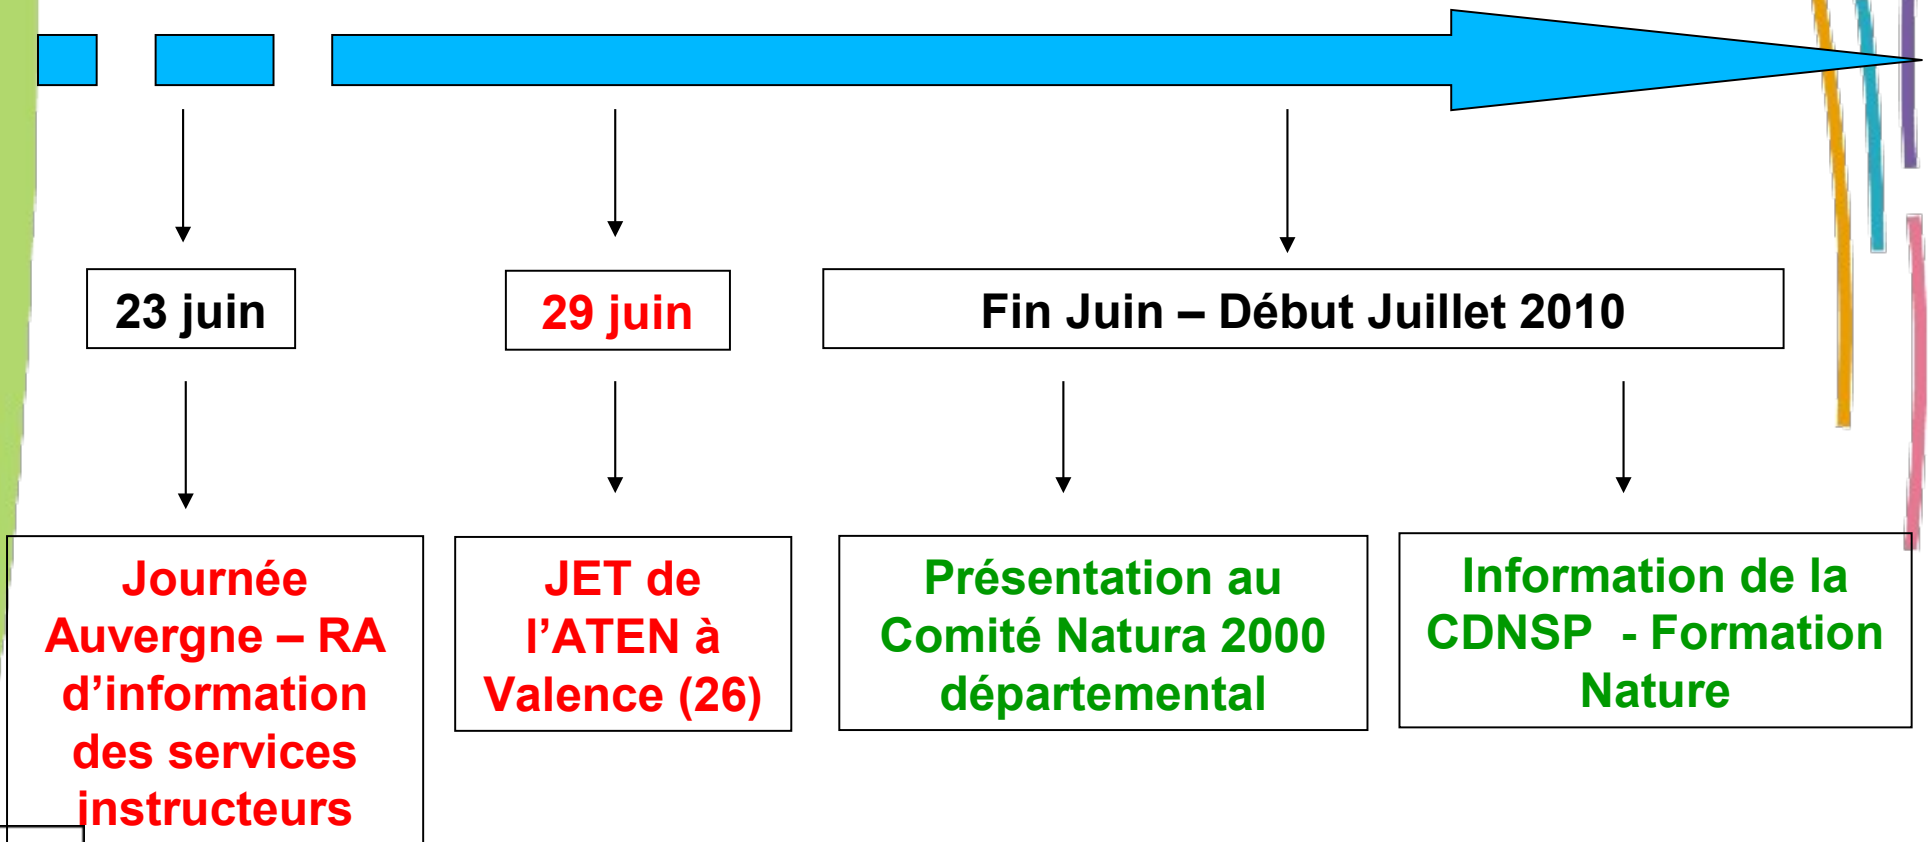 23 juin
29 juin
Fin Juin – Début Juillet 2010
Journée
Auvergne – RA
d’information
des services
instructeurs
JET de
l’ATEN à
Valence (26)
Présentation au
Comité Natura 2000
départemental
Information de la
CDNSP - Formation
Nature